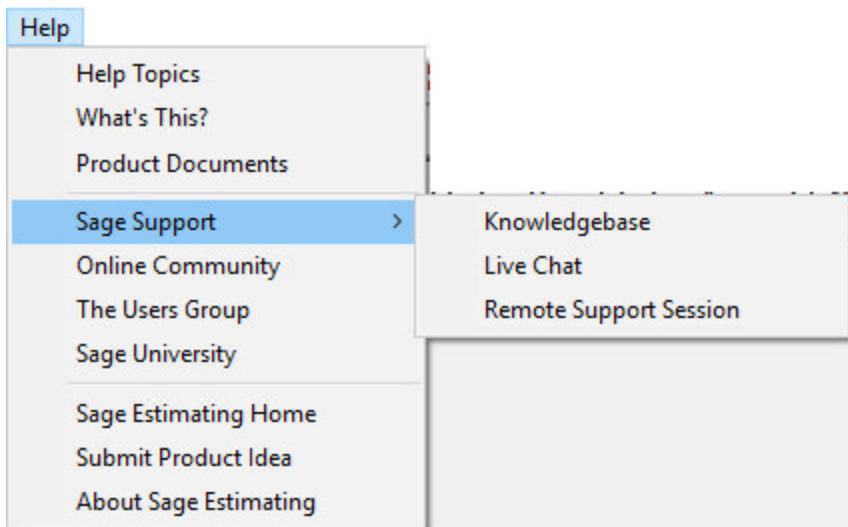 Help
Help Topics
What's This?
Product Documents
Sage Support
Knowledgebase
Live Chat
Remote Support Session
Online Community
The Users Group
Sage University
Sage Estimating Home
Submit Product Idea
About Sage Estimating